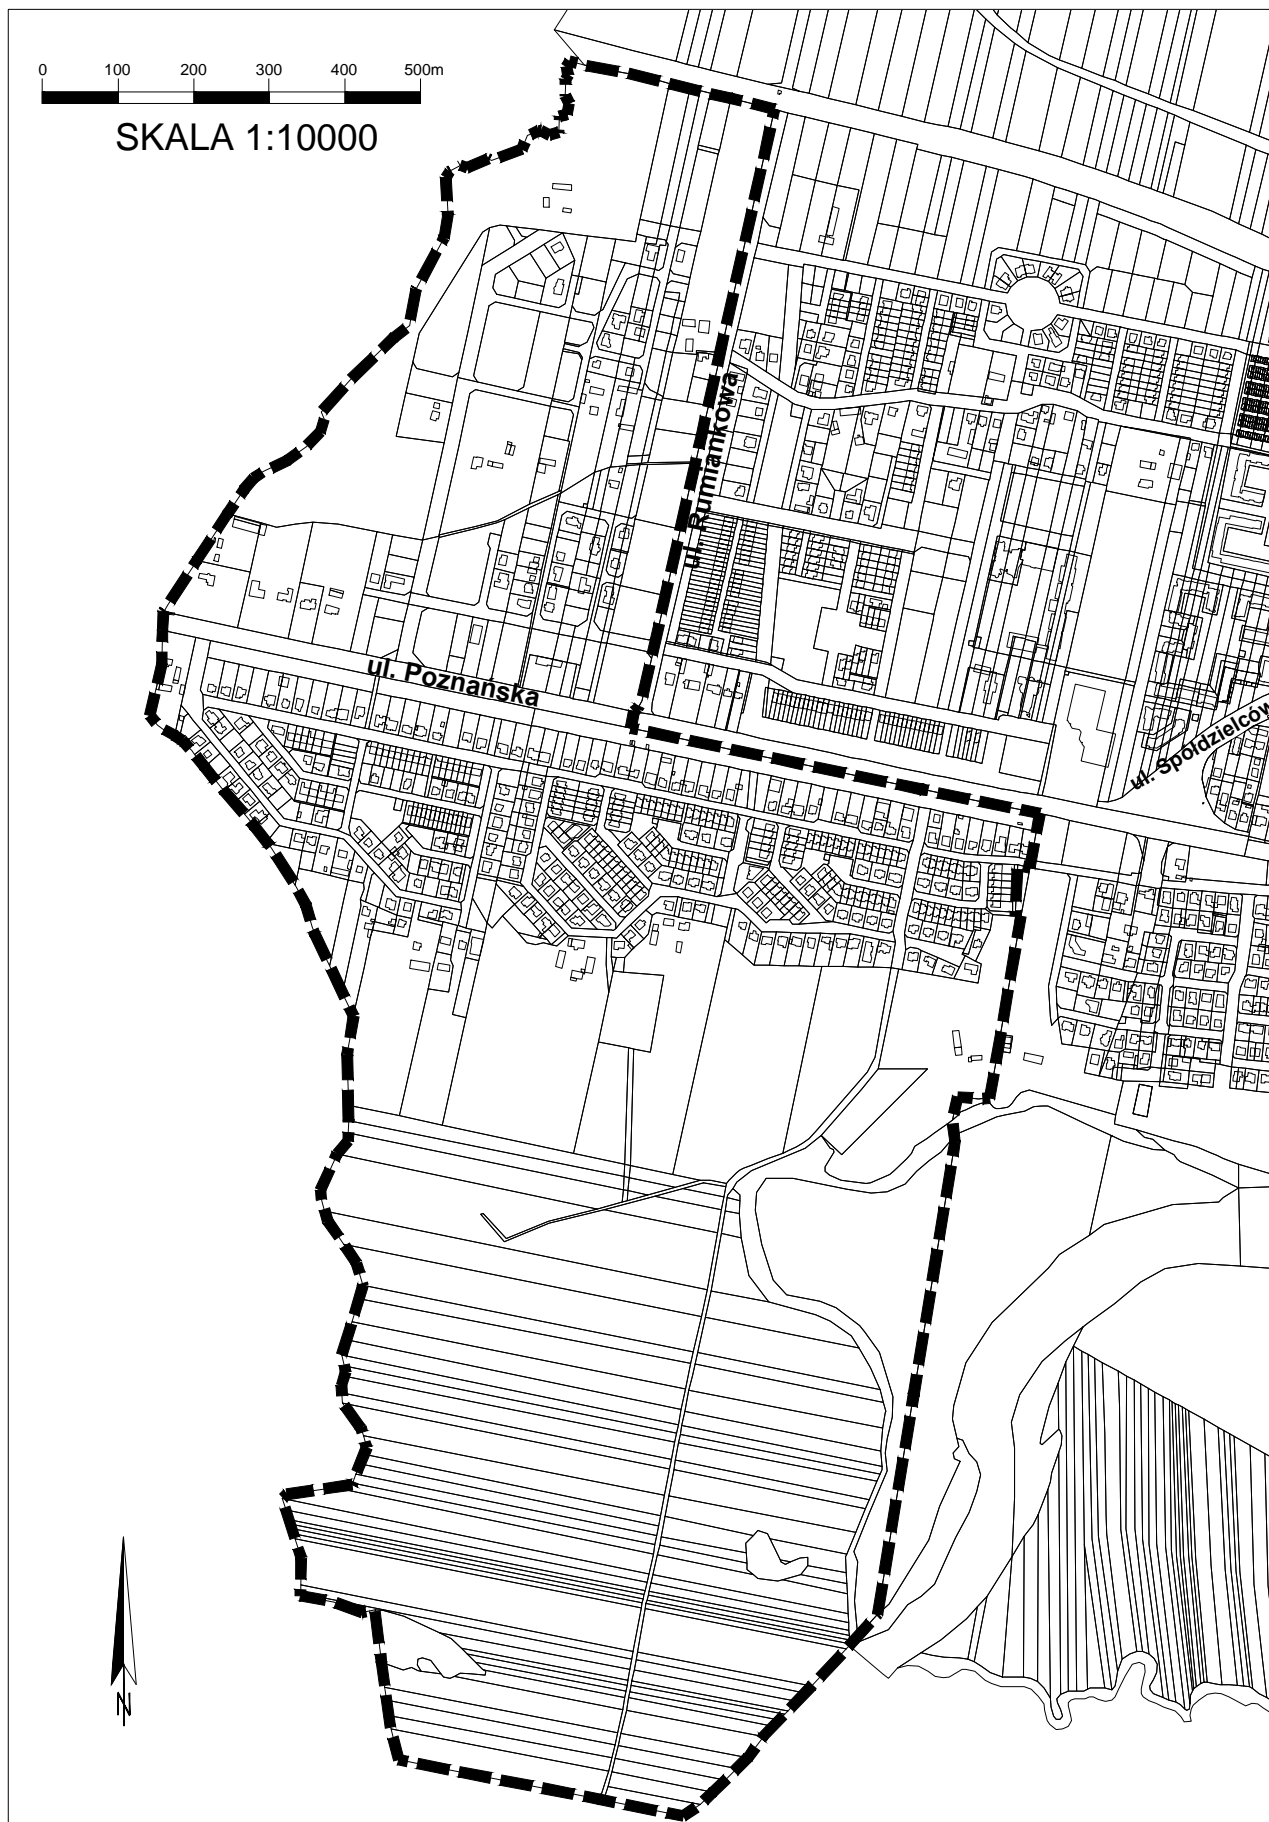 0 100 200 300 400 500m
SKALA 1:10000
ul. Rumiankowa
ul. Poznańska
ul. Spółdzielców
N